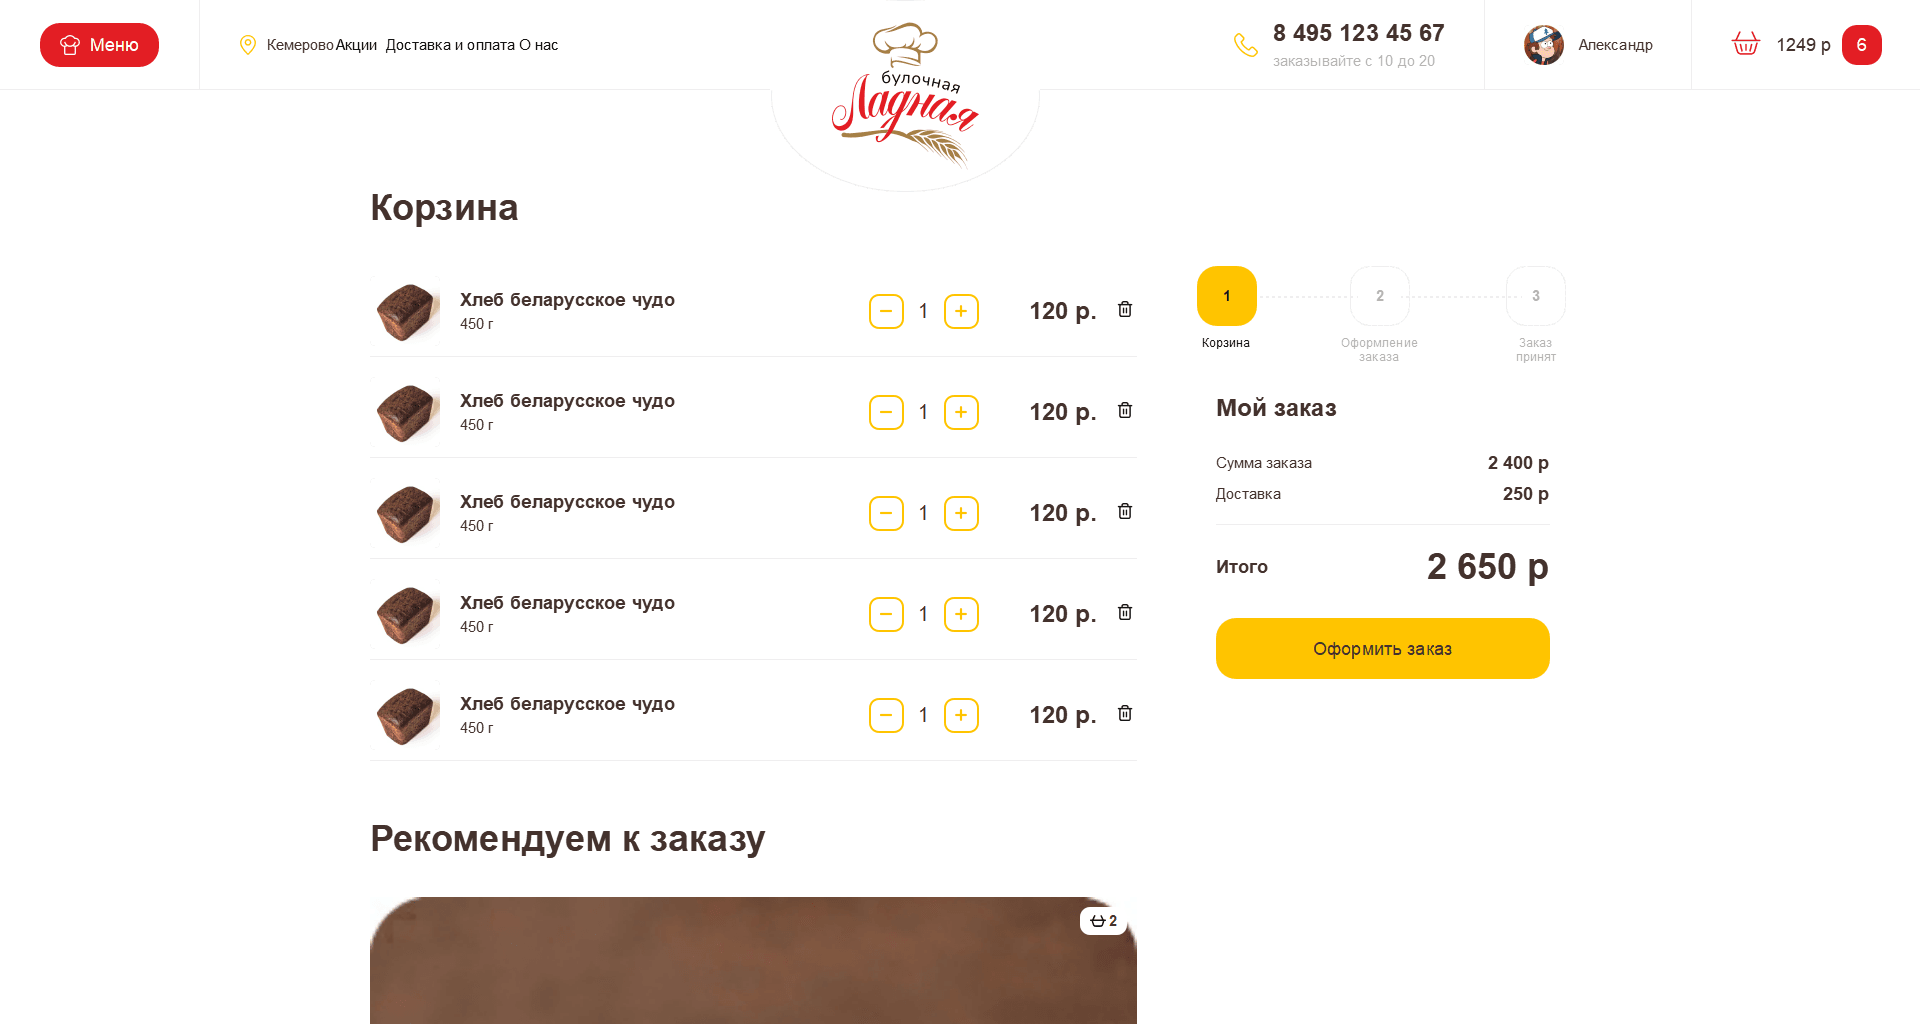 Меню
Кемерово Акции Доставка и оплата О нас
булочная
Ладная
8 495 123 45 67
заказывайте с 10 до 20
Александр
1249 р 6
Корзина
Хлеб беларусское чудо
450 г
1
120 р.
Хлеб беларусское чудо
450 г
1
120 р.
Хлеб беларусское чудо
450 г
1
120 р.
Хлеб беларусское чудо
450 г
1
120 р.
Хлеб беларусское чудо
450 г
1
120 р.
1
Корзина
2
Оформление
заказа
3
Заказ
принят
Мой заказ
Сумма заказа 2 400 р
Доставка 250 р
Итого 2 650 р
Оформить заказ
Рекомендуем к заказу
2